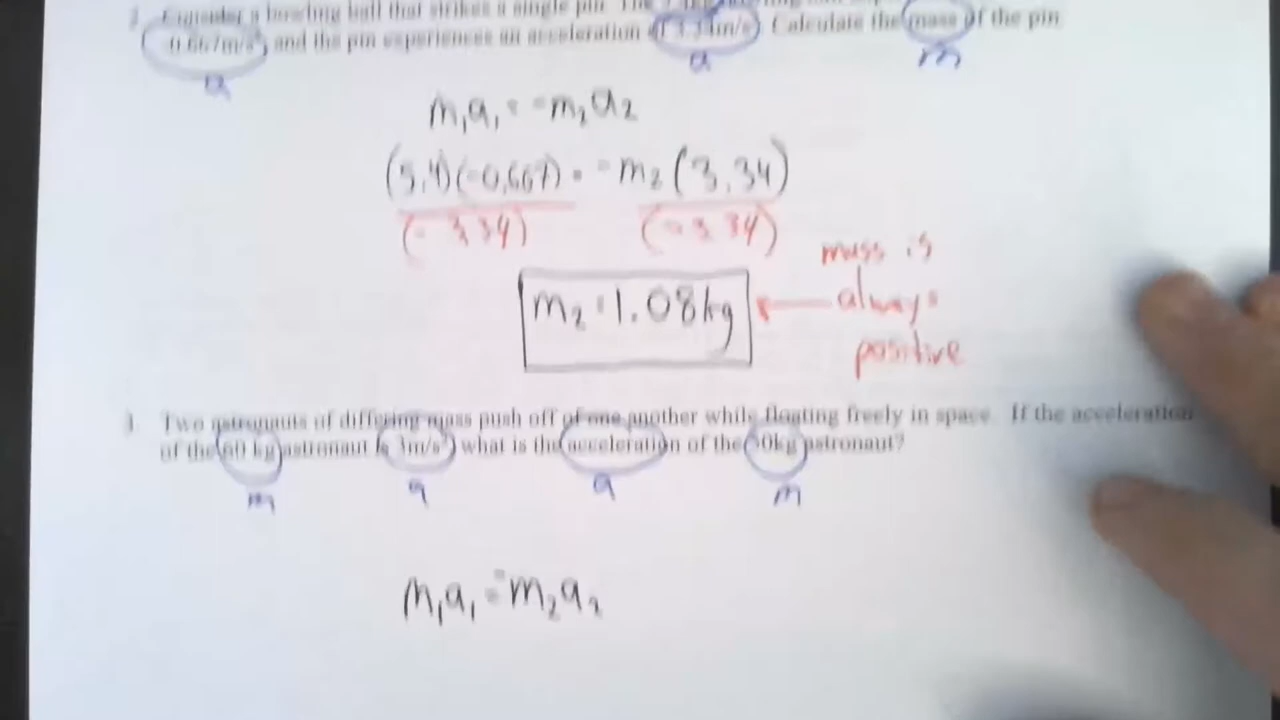 2. Consider a bowling ball that strikes a single pin. The
-0.667m/s², and the pin experiences an acceleration of 3.34m/s². Calculate the mass of the pin
a a m
m₁a₁ = -m₂a₂
(5.4)(-0.667) = -m₂(3.34)
(-3.34) (-3.34)
m₂ = 1.08kg
mass is
always
positive
3. Two astronauts of differing mass push off of one another while floating freely in space. If the acceleration
of the 60 kg astronaut is 3m/s² what is the acceleration of the kg astronaut?
m a a m
m₁a₁ = -m₂a₂